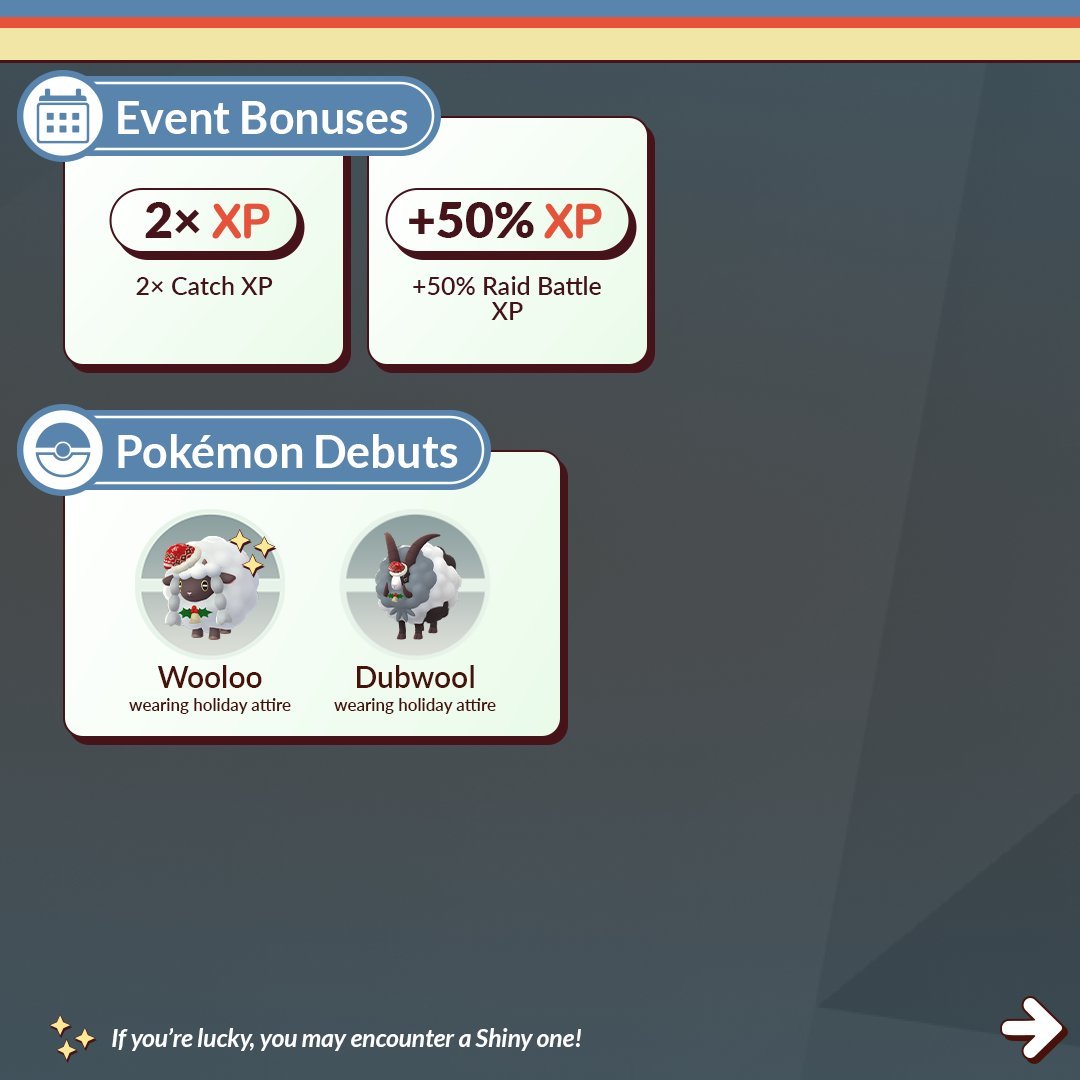 Event Bonuses
2× XP
2× Catch XP
+50% XP
+50% Raid Battle
XP
Pokémon Debuts
Wooloo
wearing holiday attire
Dubwool
wearing holiday attire
If you're lucky, you may encounter a Shiny one!